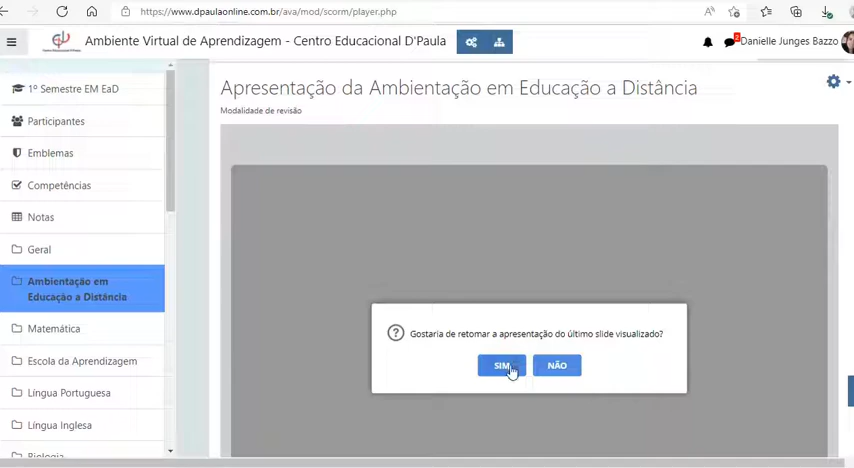 https://www.dpaulaonline.com.br/ava/mod/scorm/player.php
Ambiente Virtual de Aprendizagem - Centro Educacional D'Paula
2
Danielle Junges Bazzo
1º Semestre EM EaD
Participantes
Emblemas
Competências
Notas
Geral
Ambientação em
Educação a Distância
Matemática
Escola da Aprendizagem
Língua Portuguesa
Língua Inglesa
Biologia
Apresentação da Ambientação em Educação a Distância
Modalidade de revisão
Gostaria de retomar a apresentação do último slide visualizado?
SIM
NÃO